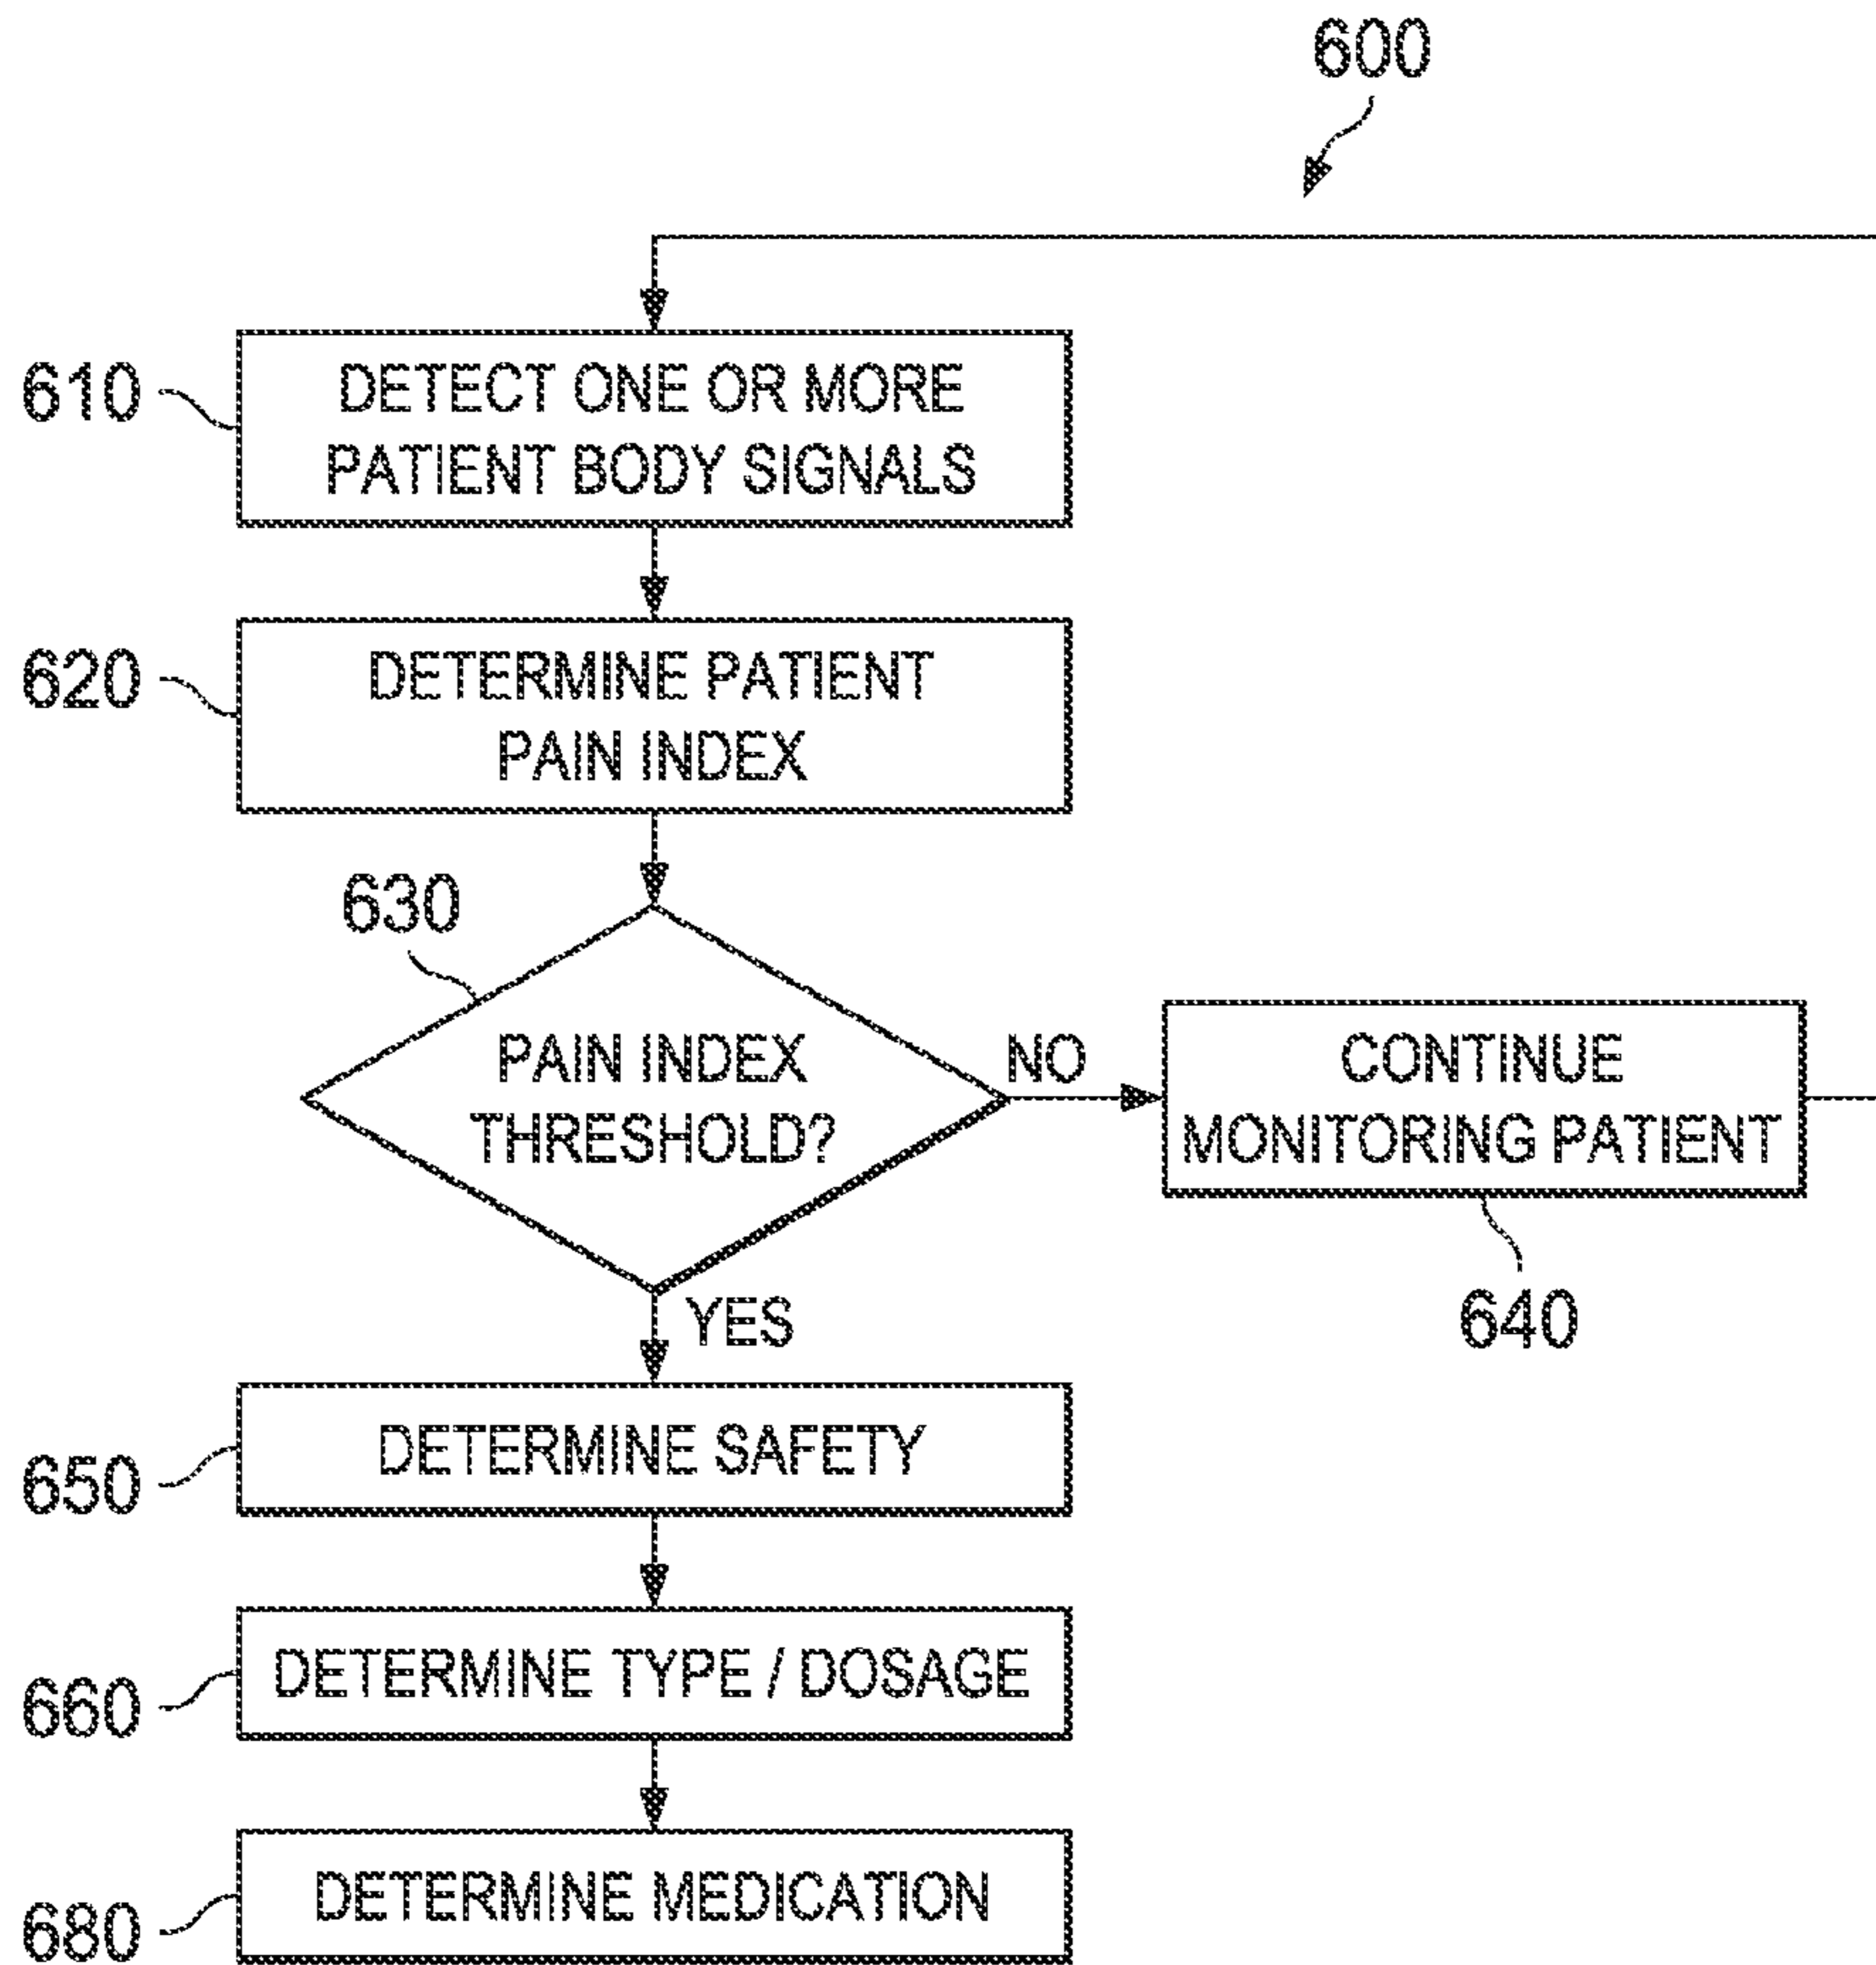 600
610
DETECT ONE OR MORE
PATIENT BODY SIGNALS
620
DETERMINE PATIENT
PAIN INDEX
630
PAIN INDEX
THRESHOLD?
NO
CONTINUE
MONITORING PATIENT
640
YES
650
DETERMINE SAFETY
660
DETERMINE TYPE / DOSAGE
680
DETERMINE MEDICATION